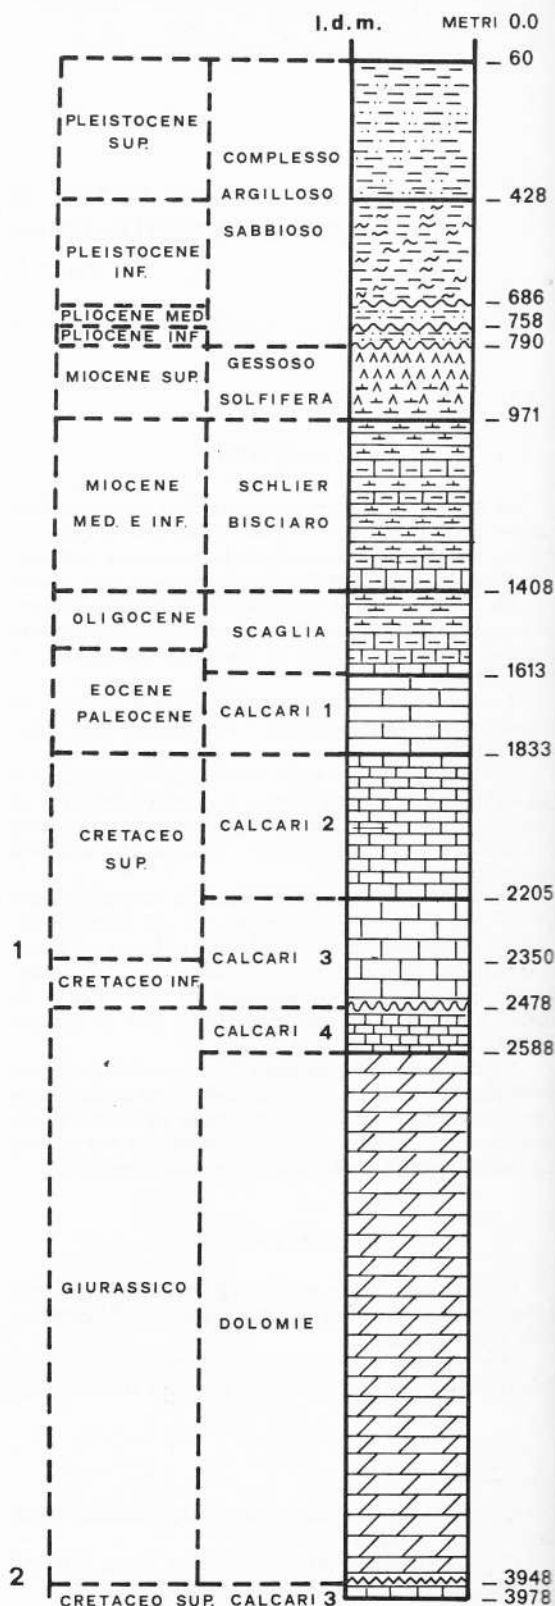 l.d.m. METRI 0.0
60
PLEISTOCENE
SUP.
COMPLESSO
ARGILLOSO
428
SABBIOSO
PLEISTOCENE
INF.
686
PLIOCENE MED
758
PLIOCENE INF
790
GESSOSO
MIOCENE SUP.
SOLFIFERA
971
MIOCENE
MED. E INF.
SCHLIER
BISCIARO
1408
OLIGOCENE
SCAGLIA
1613
EOCENE
PALEOCENE
CALCARI 1
1833
CALCARI 2
CRETACEO
SUP.
2205
1
CALCARI 3
2350
CRETACEO INF.
2478
CALCARI 4
2588
GIURASSICO
DOLOMIE
2
3948
CRETACEO SUP. CALCARI 3
3978